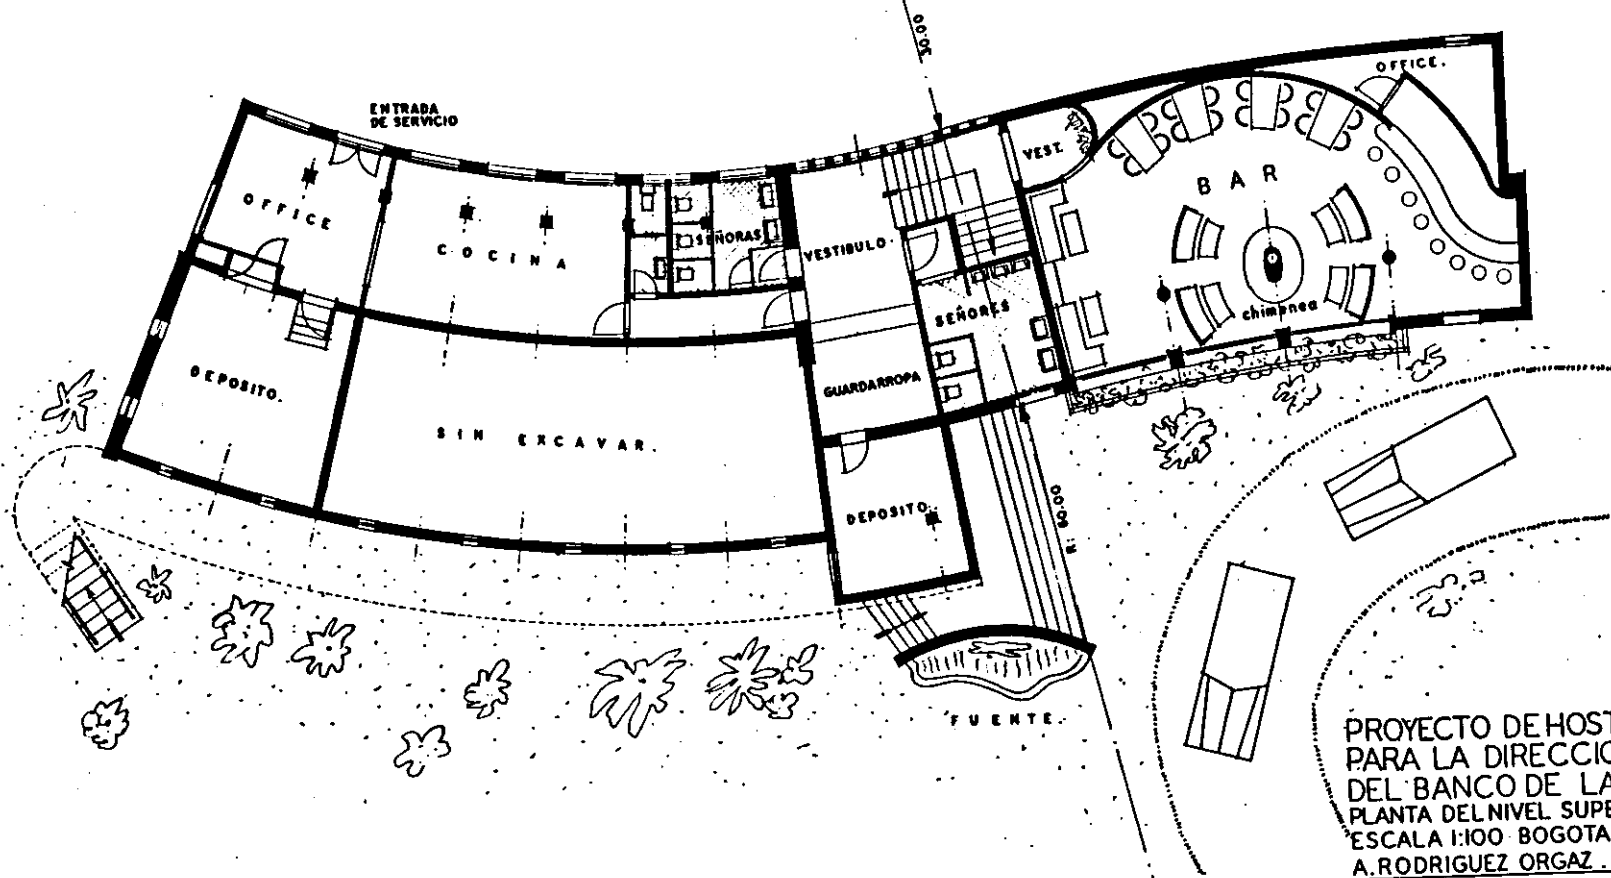 30.00
ENTRADA
DE SERVICIO
OFFICE.
VEST.
BAR
OFFICE
COCINA
SEÑORAS
VESTIBULO.
SEÑORES
chimenea
DEPOSITO.
GUARDARROPA
SIN EXCAVAR.
DEPOSITO.
FUENTE.
PROYECTO DE HOST
PARA LA DIRECCIO
DEL BANCO DE LA
PLANTA DEL NIVEL SUPE
ESCALA 1:100 BOGOTA
A. RODRIGUEZ ORGAZ.